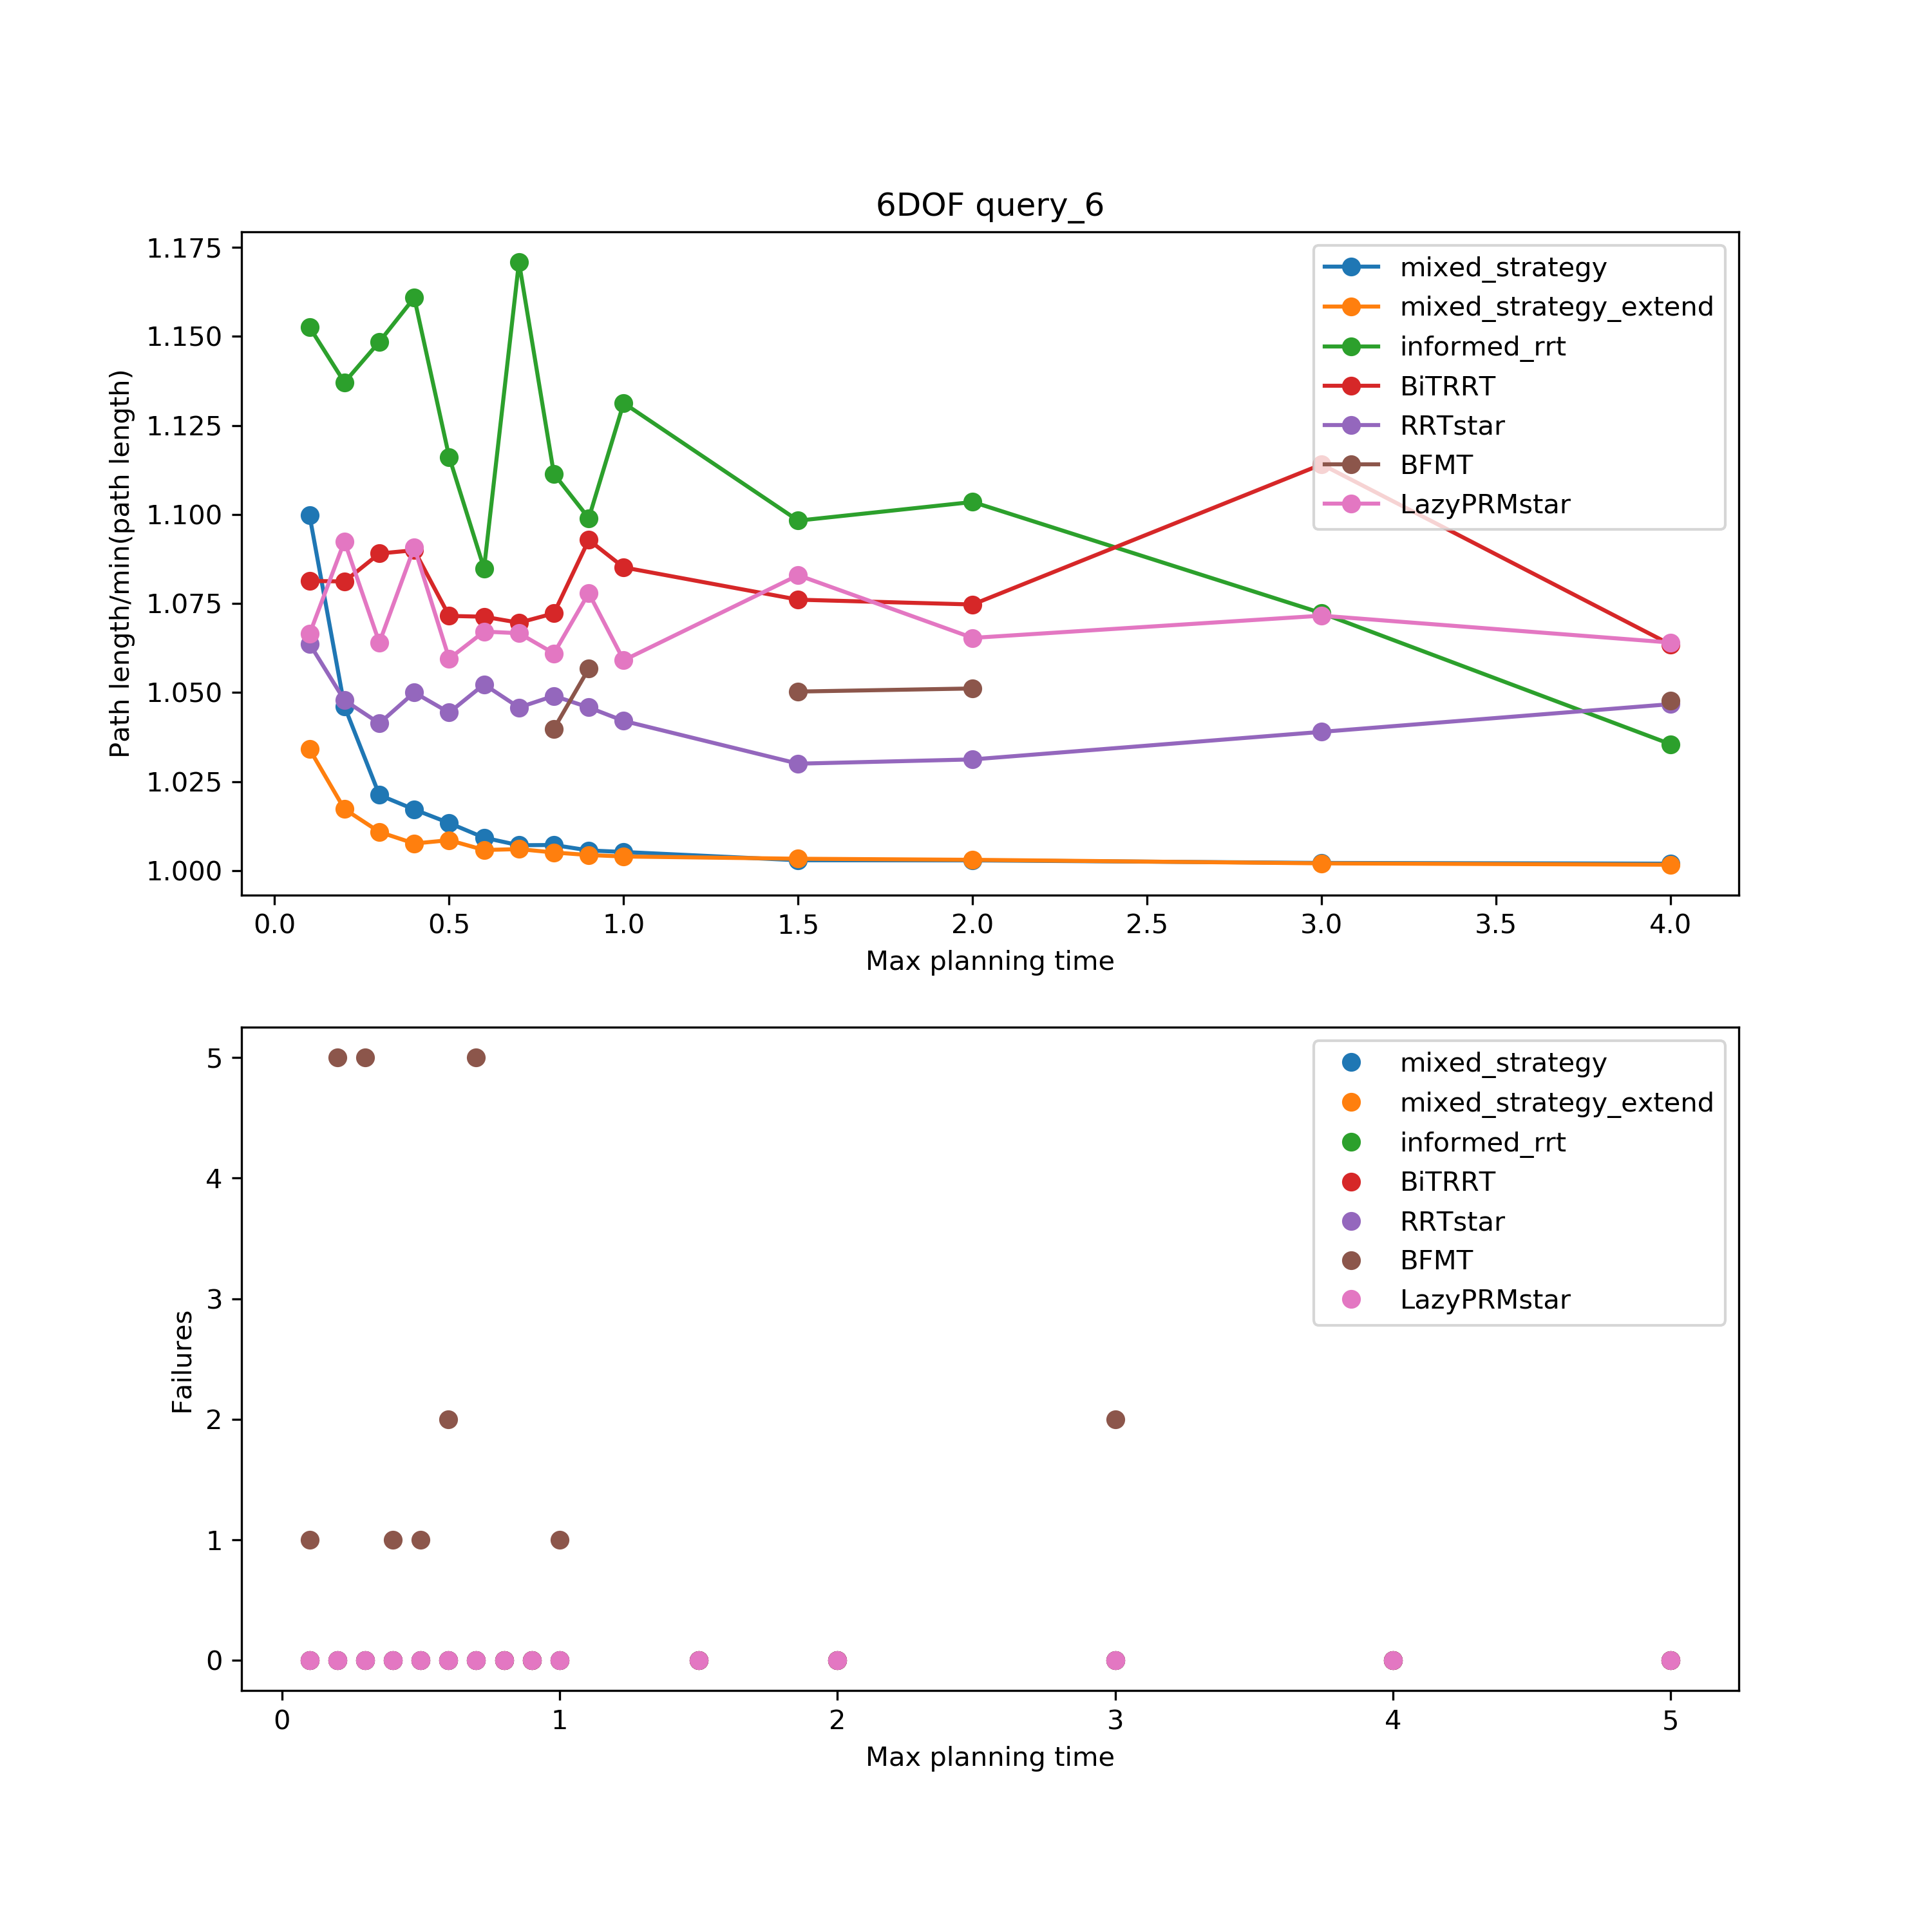 6DOF query_6
Path length/min(path length)
1.175
1.150
1.125
1.100
1.075
1.050
1.025
1.000
mixed_strategy
mixed_strategy_extend
informed_rrt
BiTRRT
RRTstar
BFMT
LazyPRMstar
0.0 0.5 1.0 1.5 2.0 2.5 3.0 3.5 4.0
Max planning time
Failures
5
4
3
2
1
0
mixed_strategy
mixed_strategy_extend
informed_rrt
BiTRRT
RRTstar
BFMT
LazyPRMstar
0 1 2 3 4 5
Max planning time